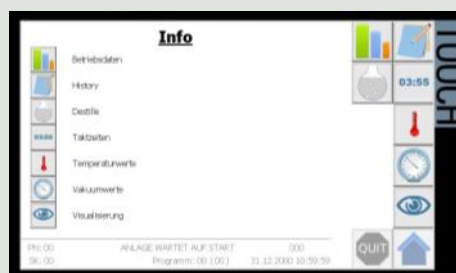 Info
Betriebsdaten
History
Destille
Taktzeiten
Temperaturwerte
Vakuumwerte
Visualisierung
03:55
TOUCH
QUIT
PN: 00 ANLAGE WARTET AUF START 000
SK: 00 Programm: 00 (00) 31.12.2000 10:59:59